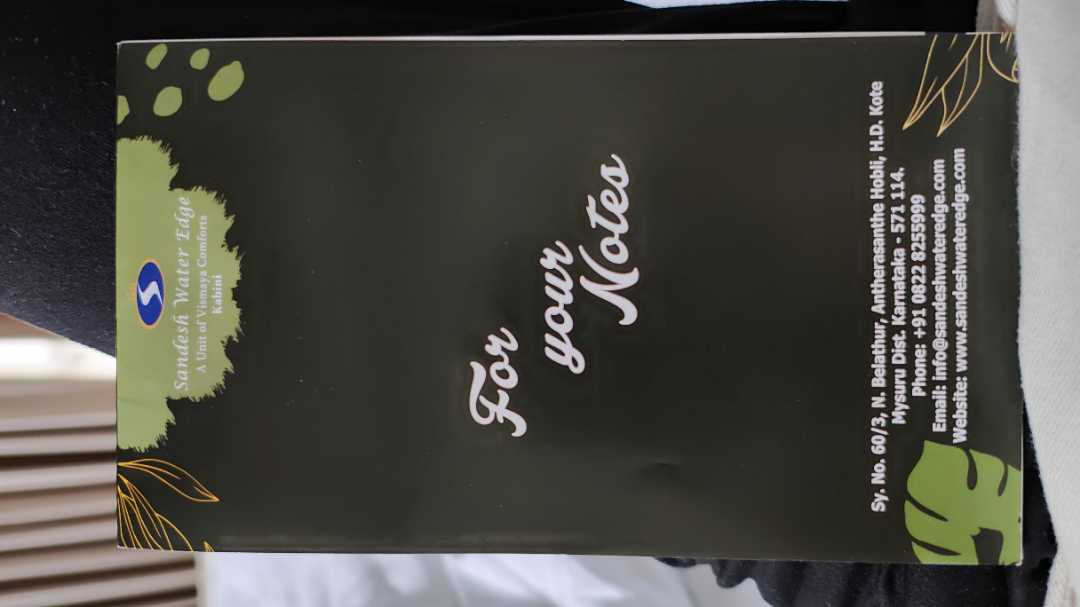 Sandesh Water Edge
A Unit of Vismaya Comforts
Kabini
For
your
Notes
Sy. No. 60/3, N. Belathur, Antherasanthe Hobli, H.D. Kote
Mysuru Dist. Karnataka - 571 114.
Phone: +91 0822 8255999
Email: info@sandeshwateredge.com
Website: www.sandeshwateredge.com